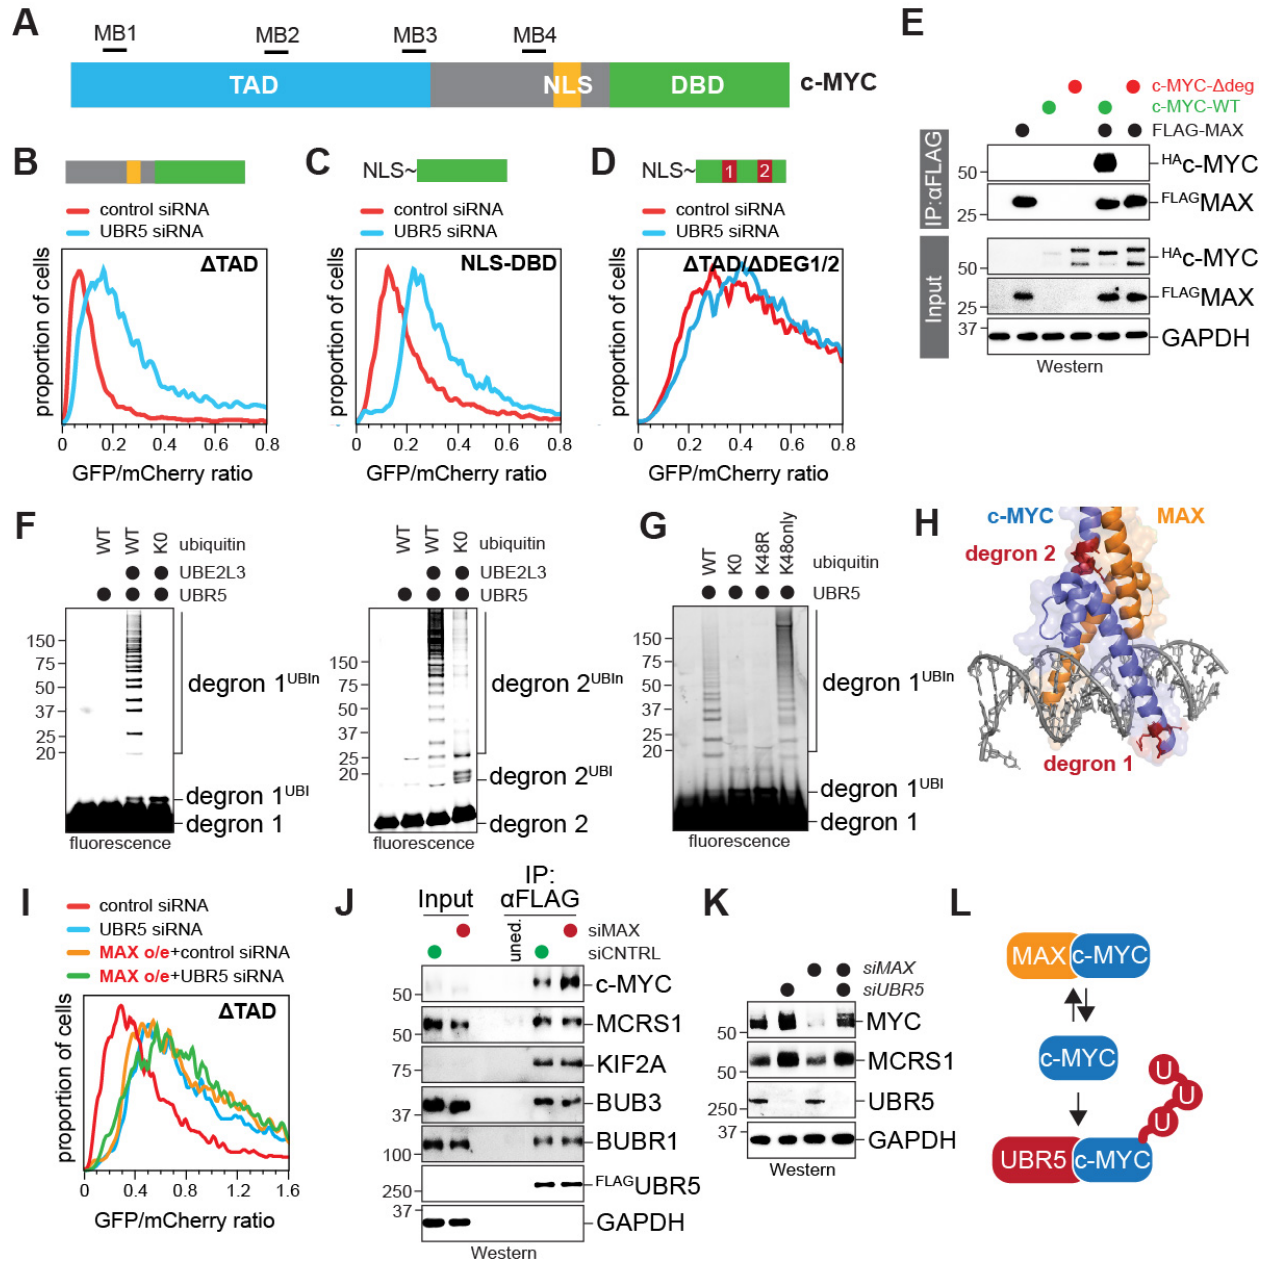 A
MB1 MB2 MB3 MB4
TAD NLS DBD c-MYC
B
control siRNA
UBR5 siRNA
ΔTAD
proportion of cells
0 0.2 0.4 0.6 0.8
GFP/mCherry ratio
C
NLS~
control siRNA
UBR5 siRNA
NLS-DBD
proportion of cells
0 0.2 0.4 0.6 0.8
GFP/mCherry ratio
D
NLS~ 1 2
control siRNA
UBR5 siRNA
ΔTAD/ΔDEG1/2
proportion of cells
0 0.2 0.4 0.6 0.8
GFP/mCherry ratio
E
c-MYC-Δdeg
c-MYC-WT
FLAG-MAX
IP:αFLAG
50 HAc-MYC
25 FLAGMAX
Input
50 HAc-MYC
25 FLAGMAX
37 GAPDH
Western
F
WT WT K0 ubiquitin
UBE2L3
UBR5
150
75
50
37
25
20
degron 1UBIn
degron 1UBI
degron 1
fluorescence
WT WT K0 ubiquitin
UBE2L3
UBR5
150
75
50
37
25
20
degron 2UBIn
degron 2UBI
degron 2
fluorescence
G
WT K0 K48R K48only ubiquitin
UBR5
150
75
50
37
25
20
degron 1UBIn
degron 1UBI
degron 1
fluorescence
H
c-MYC MAX
degron 2
degron 1
I
control siRNA
UBR5 siRNA
MAX o/e+control siRNA
MAX o/e+UBR5 siRNA
ΔTAD
proportion of cells
0 0.4 0.8 1.2 1.6
GFP/mCherry ratio
J
IP:
Input αFLAG
uned.
siMAX
siCNTRL
50 c-MYC
50 MCRS1
75 KIF2A
37 BUB3
100 BUBR1
250 FLAGUBR5
37 GAPDH
Western
K
siMAX
siUBR5
50 MYC
50 MCRS1
250 UBR5
37 GAPDH
Western
L
MAX c-MYC
c-MYC
U
U
U
UBR5 c-MYC